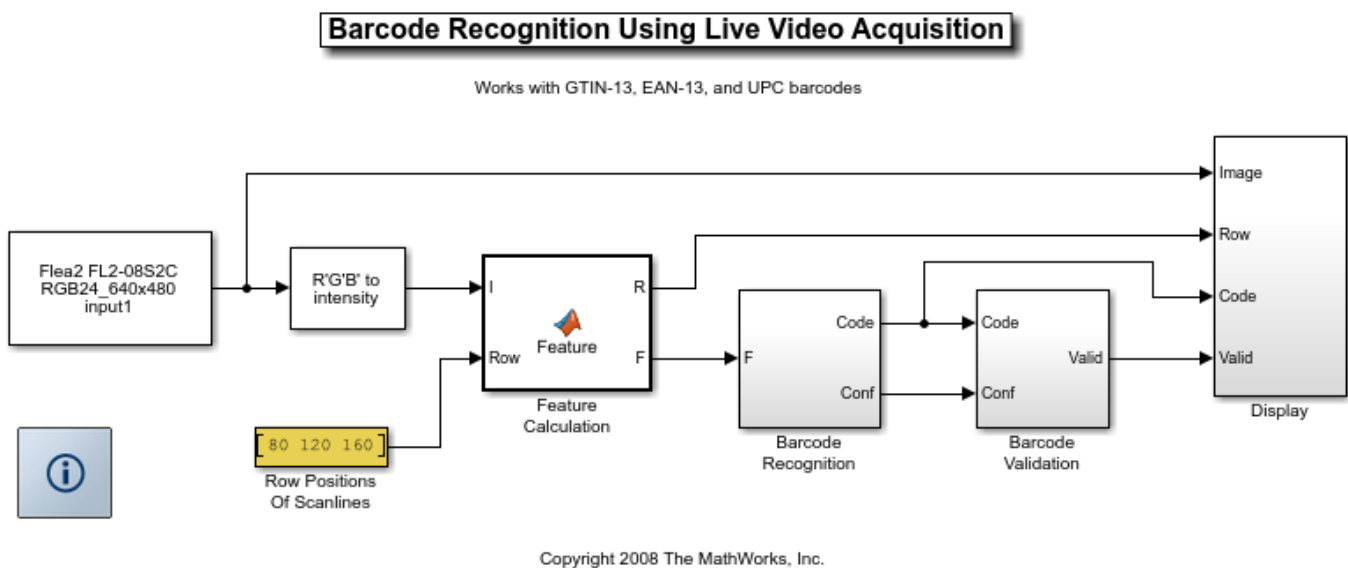 Barcode Recognition Using Live Video Acquisition
Works with GTIN-13, EAN-13, and UPC barcodes
Flea2 FL2-08S2C
RGB24_640x480
input1
R'G'B' to
intensity
I
Row
Feature
R
F
Feature
Calculation
[80 120 160]
Row Positions
Of Scanlines
F
Code
Conf
Barcode
Recognition
Code
Conf
Valid
Barcode
Validation
Image
Row
Code
Valid
Display
Copyright 2008 The MathWorks, Inc.